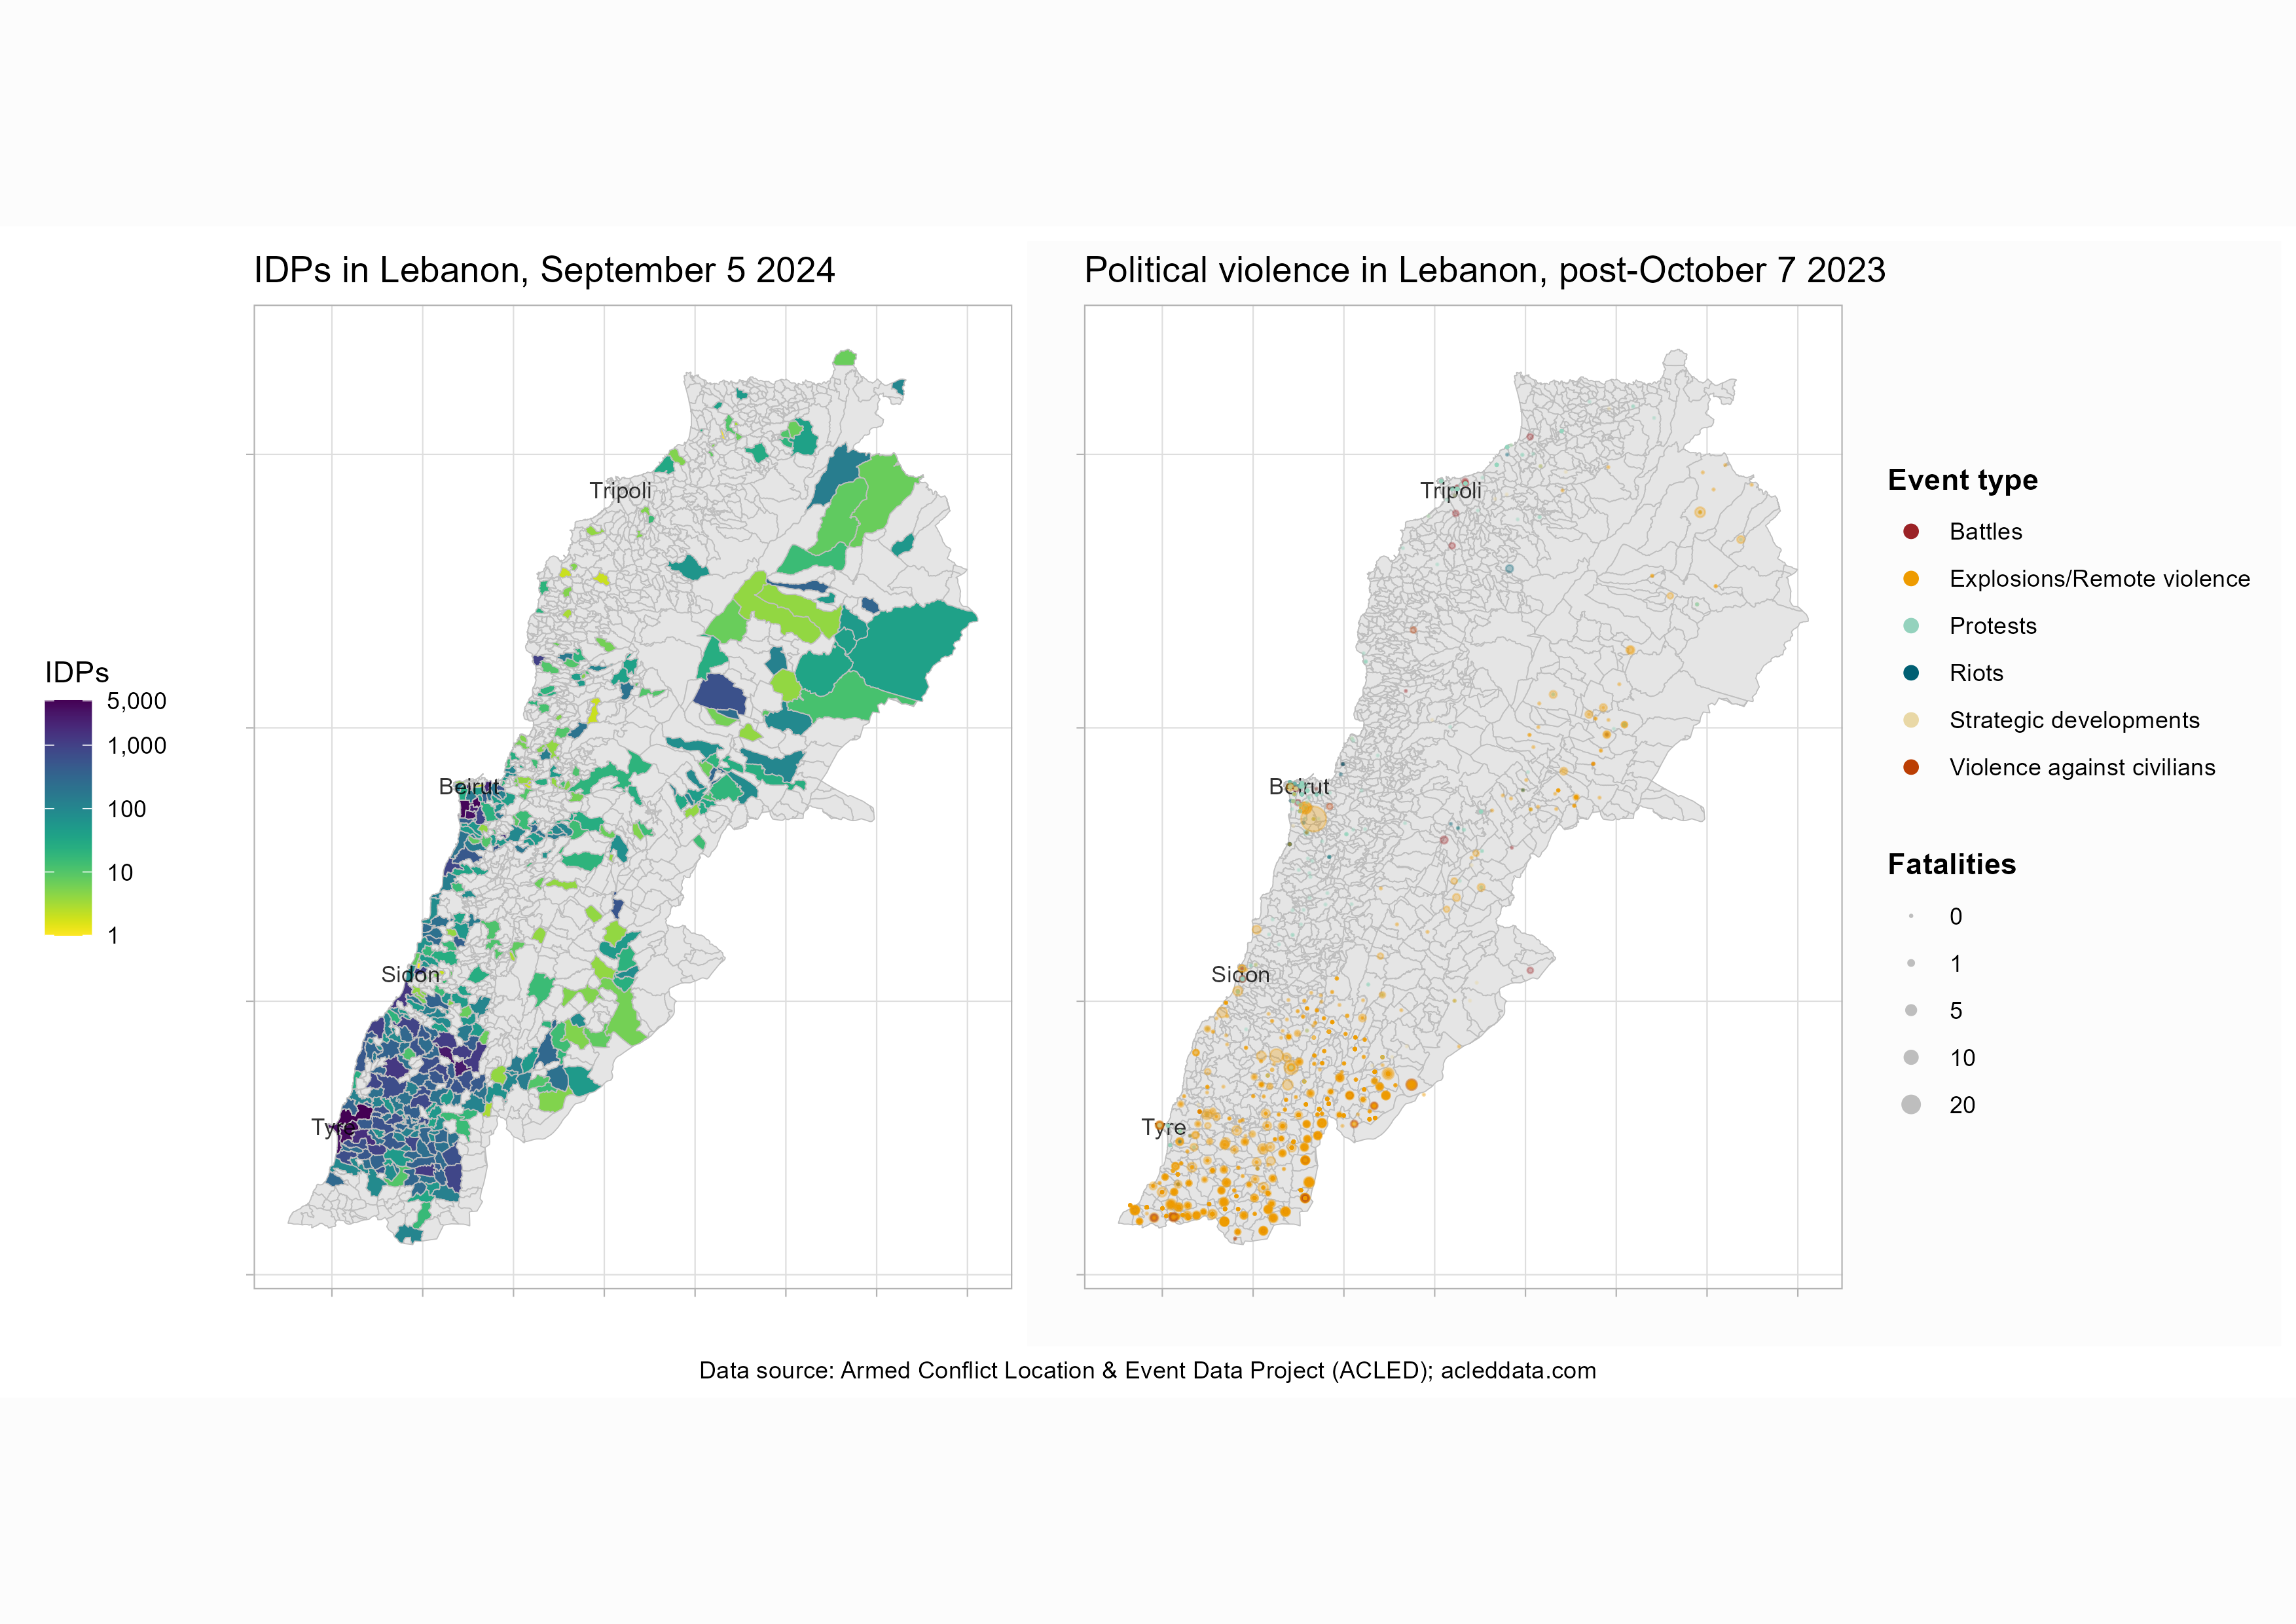 IDPs in Lebanon, September 5 2024
Tripoli
Beirut
Sidon
Tyre
IDPs
5,000
1,000
100
10
1
Political violence in Lebanon, post-October 7 2023
Tripoli
Beirut
Sidon
Tyre
Event type
Battles
Explosions/Remote violence
Protests
Riots
Strategic developments
Violence against civilians
Fatalities
0
1
5
10
20
Data source: Armed Conflict Location & Event Data Project (ACLED); acleddata.com